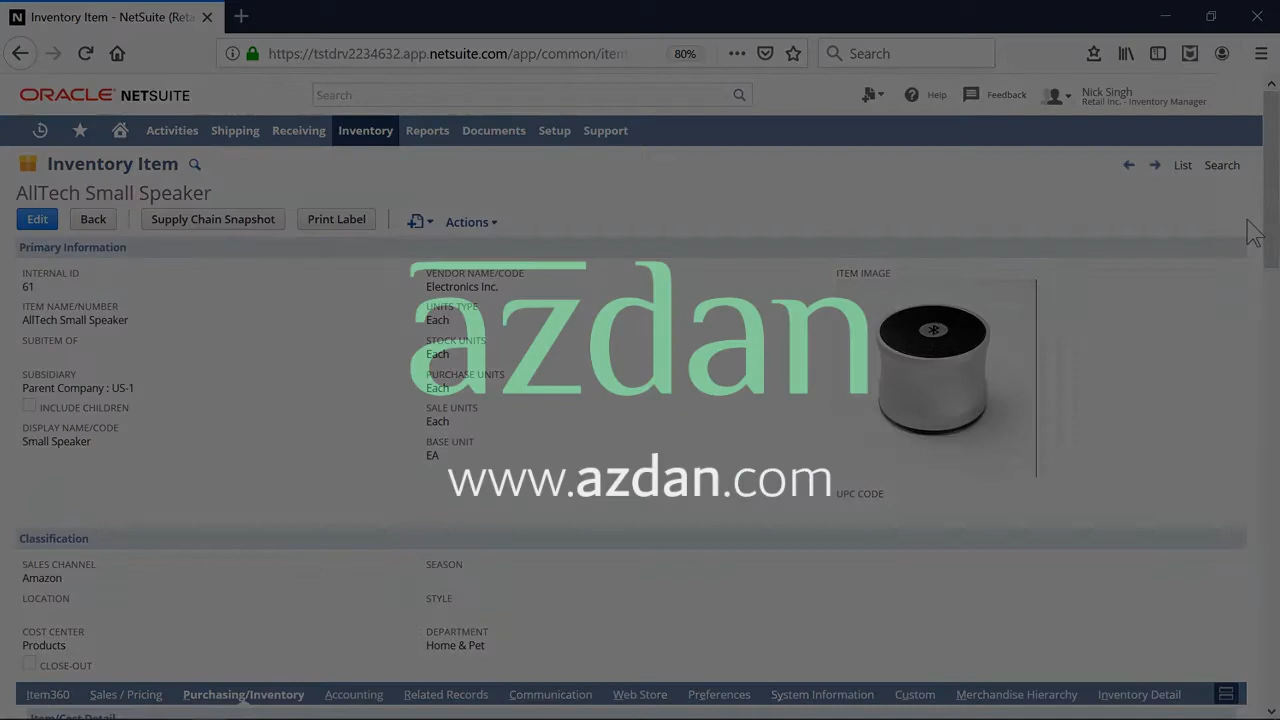 Inventory Item - NetSuite (Reta
https://tstdrv2234632.app.netsuite.com/app/common/item
80%
Search
ORACLE NETSUITE
Search
Help
Feedback
Nick Singh
Retail Inc. - Inventory Manager
Activities
Shipping
Receiving
Inventory
Reports
Documents
Setup
Support
Inventory Item
List
Search
AllTech Small Speaker
Edit
Back
Supply Chain Snapshot
Print Label
Actions
Primary Information
INTERNAL ID
61
ITEM NAME/NUMBER
AllTech Small Speaker
SUBITEM OF
SUBSIDIARY
Parent Company : US-1
INCLUDE CHILDREN
DISPLAY NAME/CODE
Small Speaker
VENDOR NAME/CODE
Electronics Inc.
UNITS TYPE
Each
STOCK UNITS
Each
PURCHASE UNITS
Each
SALE UNITS
Each
BASE UNIT
EA
ITEM IMAGE
UPC CODE
azdan
www.azdan.com
Classification
SALES CHANNEL
Amazon
LOCATION
COST CENTER
Products
CLOSE-OUT
SEASON
STYLE
DEPARTMENT
Home & Pet
Item360
Sales / Pricing
Purchasing/Inventory
Accounting
Related Records
Communication
Web Store
Preferences
System Information
Custom
Merchandise Hierarchy
Inventory Detail
Item/Cost Detail